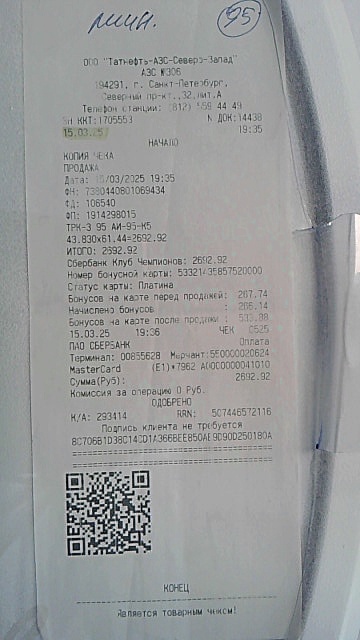 95
ООО "Татнефть-АЗС-Северо-Запад"
АЗС №306
194291, г. Санкт-Петербург,
Северный пр-кт.,32,лит.А
Телефон станции: (812) 559 44 49
ЗН ККТ:1705553 N ДОК:14438
15.03.25 19:35
НАЧАЛО
КОПИЯ ЧЕКА
ПРОДАЖА
Дата: 15/03/2025 19:35
ФН: 7380440801069434
ФД: 106540
ФП: 1914298015
ТРК-3 95 АИ-95-К5
43.830x61.44=2692.92
ИТОГО: 2692.92
Сбербанк Клуб Чемпионов: 2692.92
Номер бонусной карты:
Статус карты: Платина
Бонусов на карте перед продажей: 267.74
Начислено бонусов : 266.14
Бонусов на карте после продажи : 533.88
15.03.25 19:36 ЧЕК 0525
ПАО СБЕРБАНК Оплата
Терминал: 00855628 Мерчант:550000020624
MasterCard (E1)*7962 A0000000041010
Сумма(Руб): 2692.92
Комиссия за операцию 0 Руб.
ОДОБРЕНО
К/А: 293414 RRN: 507446572116
Подпись клиента не требуется
КОНЕЦ
Является товарным чеком!